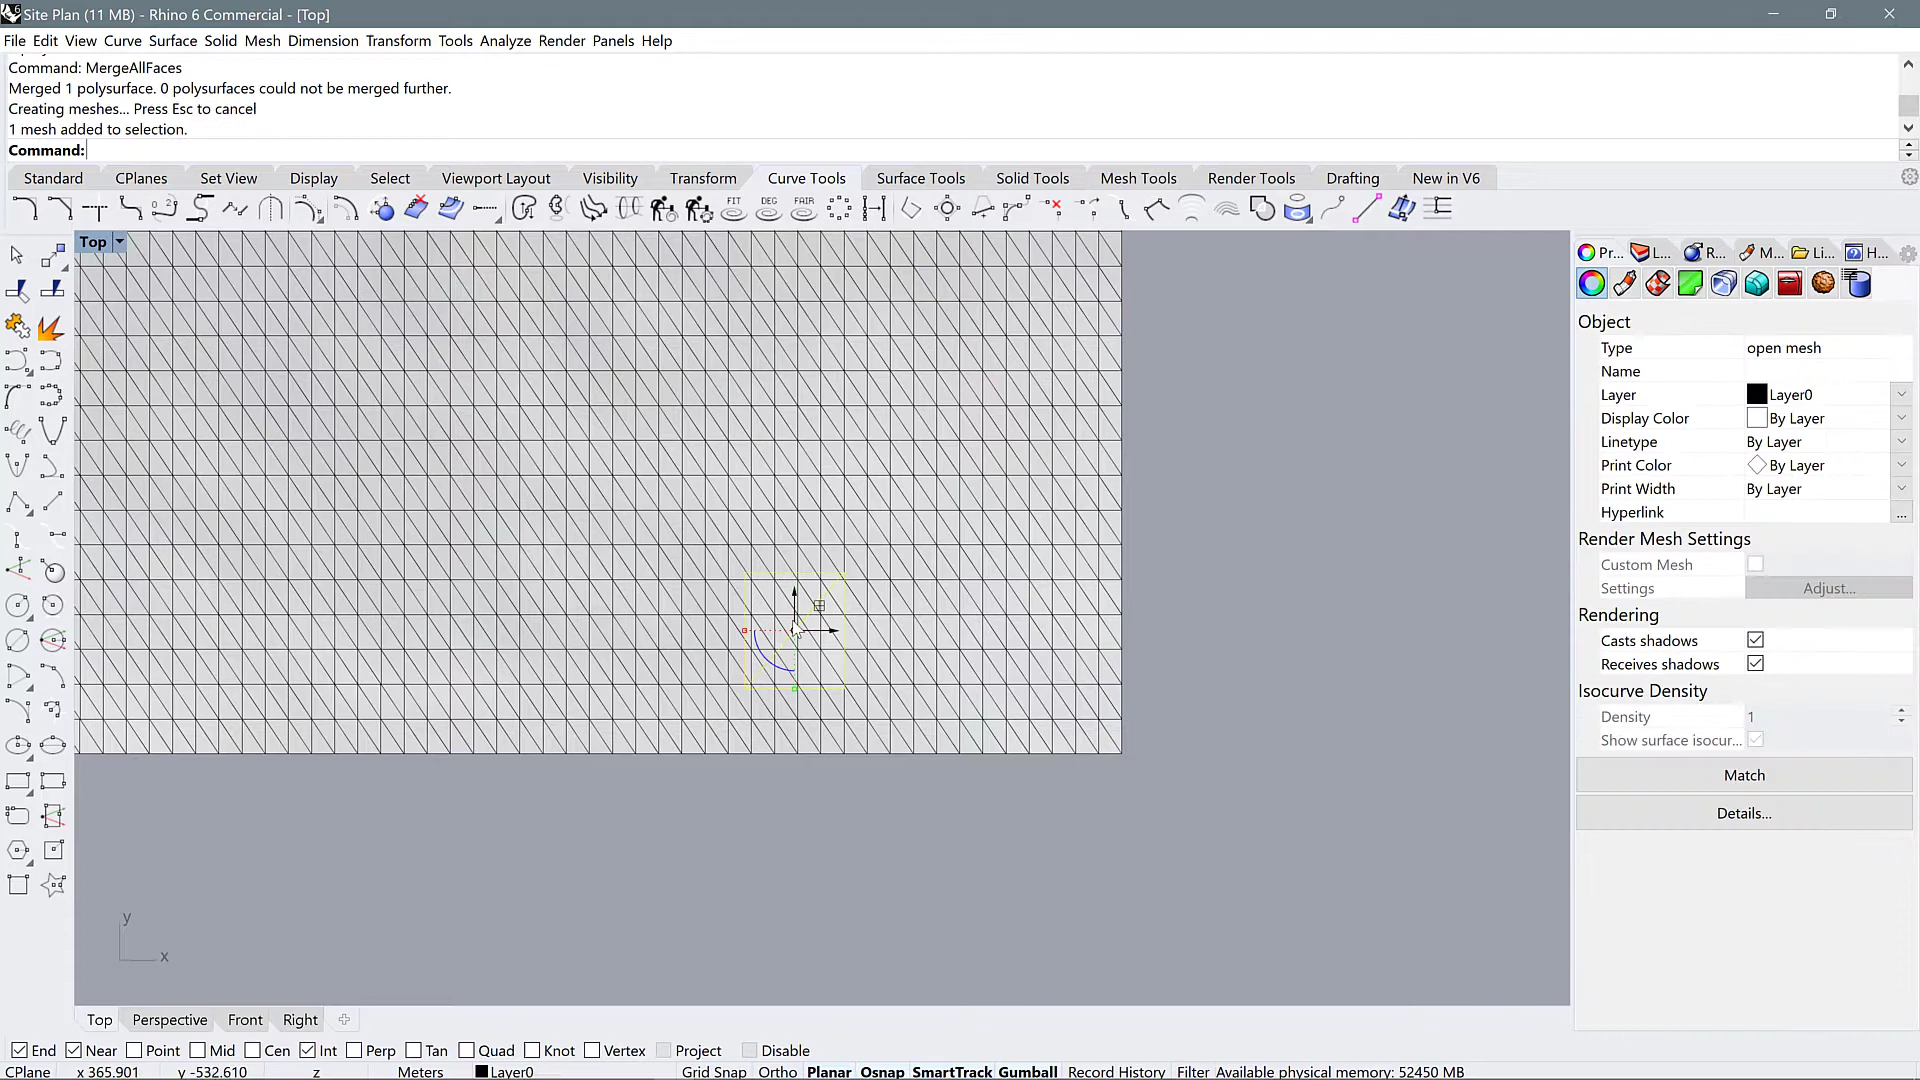 Site Plan (11 MB) - Rhino 6 Commercial - [Top]
File Edit View Curve Surface Solid Mesh Dimension Transform Tools Analyze Render Panels Help
Command: MergeAllFaces
Merged 1 polysurface. 0 polysurfaces could not be merged further.
Creating meshes... Press Esc to cancel
1 mesh added to selection.
Command:
Standard CPlanes Set View Display Select Viewport Layout Visibility Transform Curve Tools Surface Tools Solid Tools Mesh Tools Render Tools Drafting New in V6
FIT DEG FAIR
Top
Pr... L... R... M... Li... H...
Object
Type open mesh
Name
Layer Layer0
Display Color By Layer
Linetype By Layer
Print Color By Layer
Print Width By Layer
Hyperlink ...
Render Mesh Settings
Custom Mesh
Settings Adjust...
Rendering
Casts shadows
Receives shadows
Isocurve Density
Density 1
Show surface isocur...
Match
Details...
y
x
Top Perspective Front Right
End Near Point Mid Cen Int Perp Tan Quad Knot Vertex Project Disable
CPlane x 365.901 y -532.610 z Meters Layer0 Grid Snap Ortho Planar Osnap SmartTrack Gumball Record History Filter Available physical memory: 52450 MB